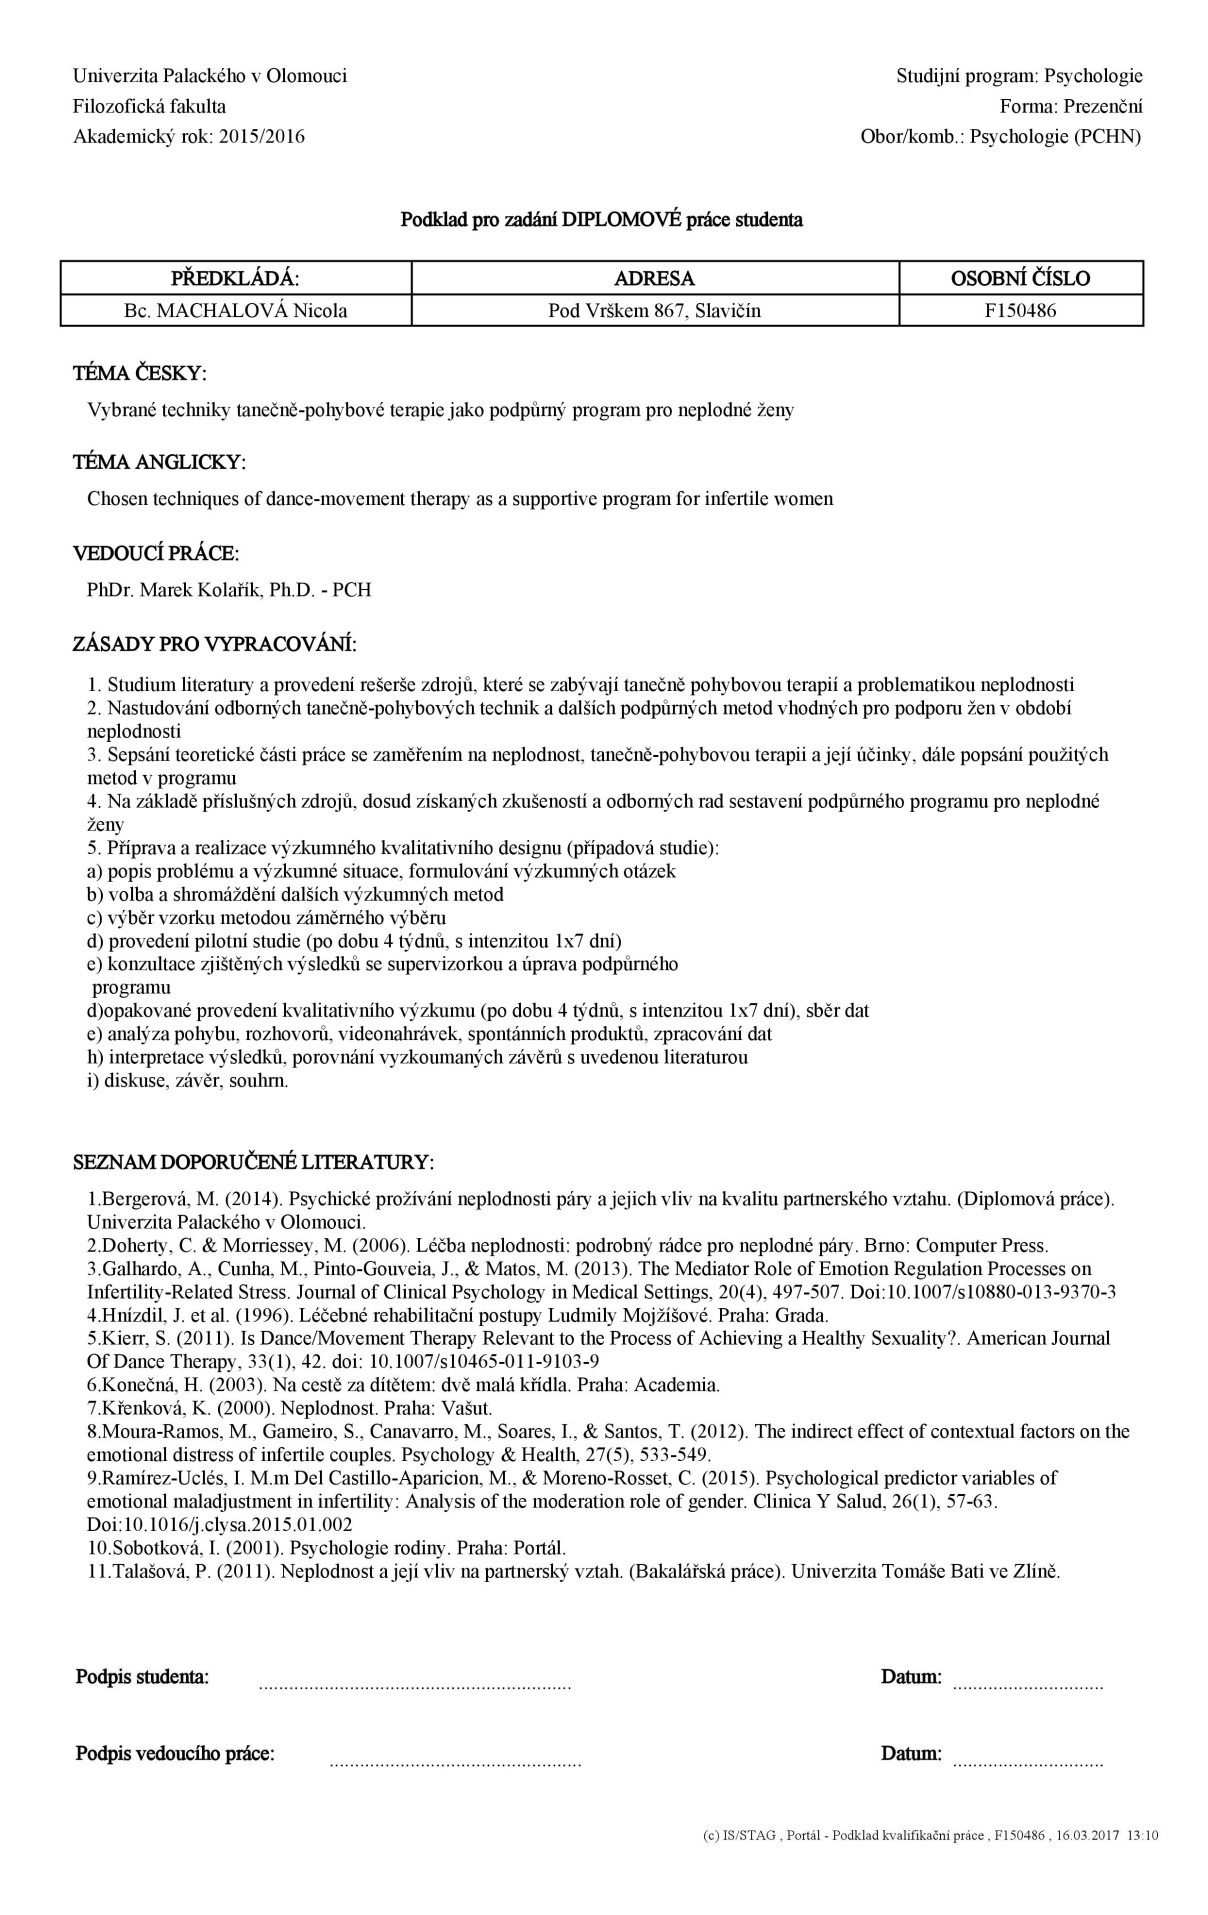 Univerzita Palackého v Olomouci
Studijní program: Psychologie
Filozofická fakulta
Forma: Prezenční
Akademický rok: 2015/2016
Obor/komb.: Psychologie (PCHN)
Podklad pro zadání DIPLOMOVÉ práce studenta
PŘEDKLÁDÁ: ADRESA OSOBNÍ ČÍSLO
Bc. MACHALOVÁ Nicola Pod Vrškem 867, Slavičín F150486
TÉMA ČESKY:
Vybrané techniky tanečně-pohybové terapie jako podpůrný program pro neplodné ženy
TÉMA ANGLICKY:
Chosen techniques of dance-movement therapy as a supportive program for infertile women
VEDOUCÍ PRÁCE:
PhDr. Marek Kolařík, Ph.D. - PCH
ZÁSADY PRO VYPRACOVÁNÍ:
1. Studium literatury a provedení rešerše zdrojů, které se zabývají tanečně pohybovou terapií a problematikou neplodnosti
2. Nastudování odborných tanečně-pohybových technik a dalších podpůrných metod vhodných pro podporu žen v období
neplodnosti
3. Sepsání teoretické části práce se zaměřením na neplodnost, tanečně-pohybovou terapii a její účinky, dále popsání použitých
metod v programu
4. Na základě příslušných zdrojů, dosud získaných zkušeností a odborných rad sestavení podpůrného programu pro neplodné
ženy
5. Příprava a realizace výzkumného kvalitativního designu (případová studie):
a) popis problému a výzkumné situace, formulování výzkumných otázek
b) volba a shromáždění dalších výzkumných metod
c) výběr vzorku metodou záměrného výběru
d) provedení pilotní studie (po dobu 4 týdnů, s intenzitou 1x7 dní)
e) konzultace zjištěných výsledků se supervizorkou a úprava podpůrného
programu
d)opakované provedení kvalitativního výzkumu (po dobu 4 týdnů, s intenzitou 1x7 dní), sběr dat
e) analýza pohybu, rozhovorů, videonahrávek, spontánních produktů, zpracování dat
h) interpretace výsledků, porovnání vyzkoumaných závěrů s uvedenou literaturou
i) diskuse, závěr, souhrn.
SEZNAM DOPORUČENÉ LITERATURY:
1.Bergerová, M. (2014). Psychické prožívání neplodnosti páry a jejich vliv na kvalitu partnerského vztahu. (Diplomová práce).
Univerzita Palackého v Olomouci.
2.Doherty, C. & Morriessey, M. (2006). Léčba neplodnosti: podrobný rádce pro neplodné páry. Brno: Computer Press.
3.Galhardo, A., Cunha, M., Pinto-Gouveia, J., & Matos, M. (2013). The Mediator Role of Emotion Regulation Processes on
Infertility-Related Stress. Journal of Clinical Psychology in Medical Settings, 20(4), 497-507. Doi:10.1007/s10880-013-9370-3
4.Hnízdil, J. et al. (1996). Léčebné rehabilitační postupy Ludmily Mojžíšové. Praha: Grada.
5.Kierr, S. (2011). Is Dance/Movement Therapy Relevant to the Process of Achieving a Healthy Sexuality?. American Journal
Of Dance Therapy, 33(1), 42. doi: 10.1007/s10465-011-9103-9
6.Konečná, H. (2003). Na cestě za dítětem: dvě malá křídla. Praha: Academia.
7.Křenková, K. (2000). Neplodnost. Praha: Vašut.
8.Moura-Ramos, M., Gameiro, S., Canavarro, M., Soares, I., & Santos, T. (2012). The indirect effect of contextual factors on the
emotional distress of infertile couples. Psychology & Health, 27(5), 533-549.
9.Ramírez-Uclés, I. M.m Del Castillo-Aparicion, M., & Moreno-Rosset, C. (2015). Psychological predictor variables of
emotional maladjustment in infertility: Analysis of the moderation role of gender. Clinica Y Salud, 26(1), 57-63.
Doi:10.1016/j.clysa.2015.01.002
10.Sobotková, I. (2001). Psychologie rodiny. Praha: Portál.
11.Talašová, P. (2011). Neplodnost a její vliv na partnerský vztah. (Bakalářská práce). Univerzita Tomáše Bati ve Zlíně.
Podpis studenta: .............................................................. Datum: ..............................
Podpis vedoucího práce: .................................................. Datum: ..............................
(c) IS/STAG , Portál - Podklad kvalifikační práce , F150486 , 16.03.2017 13:10